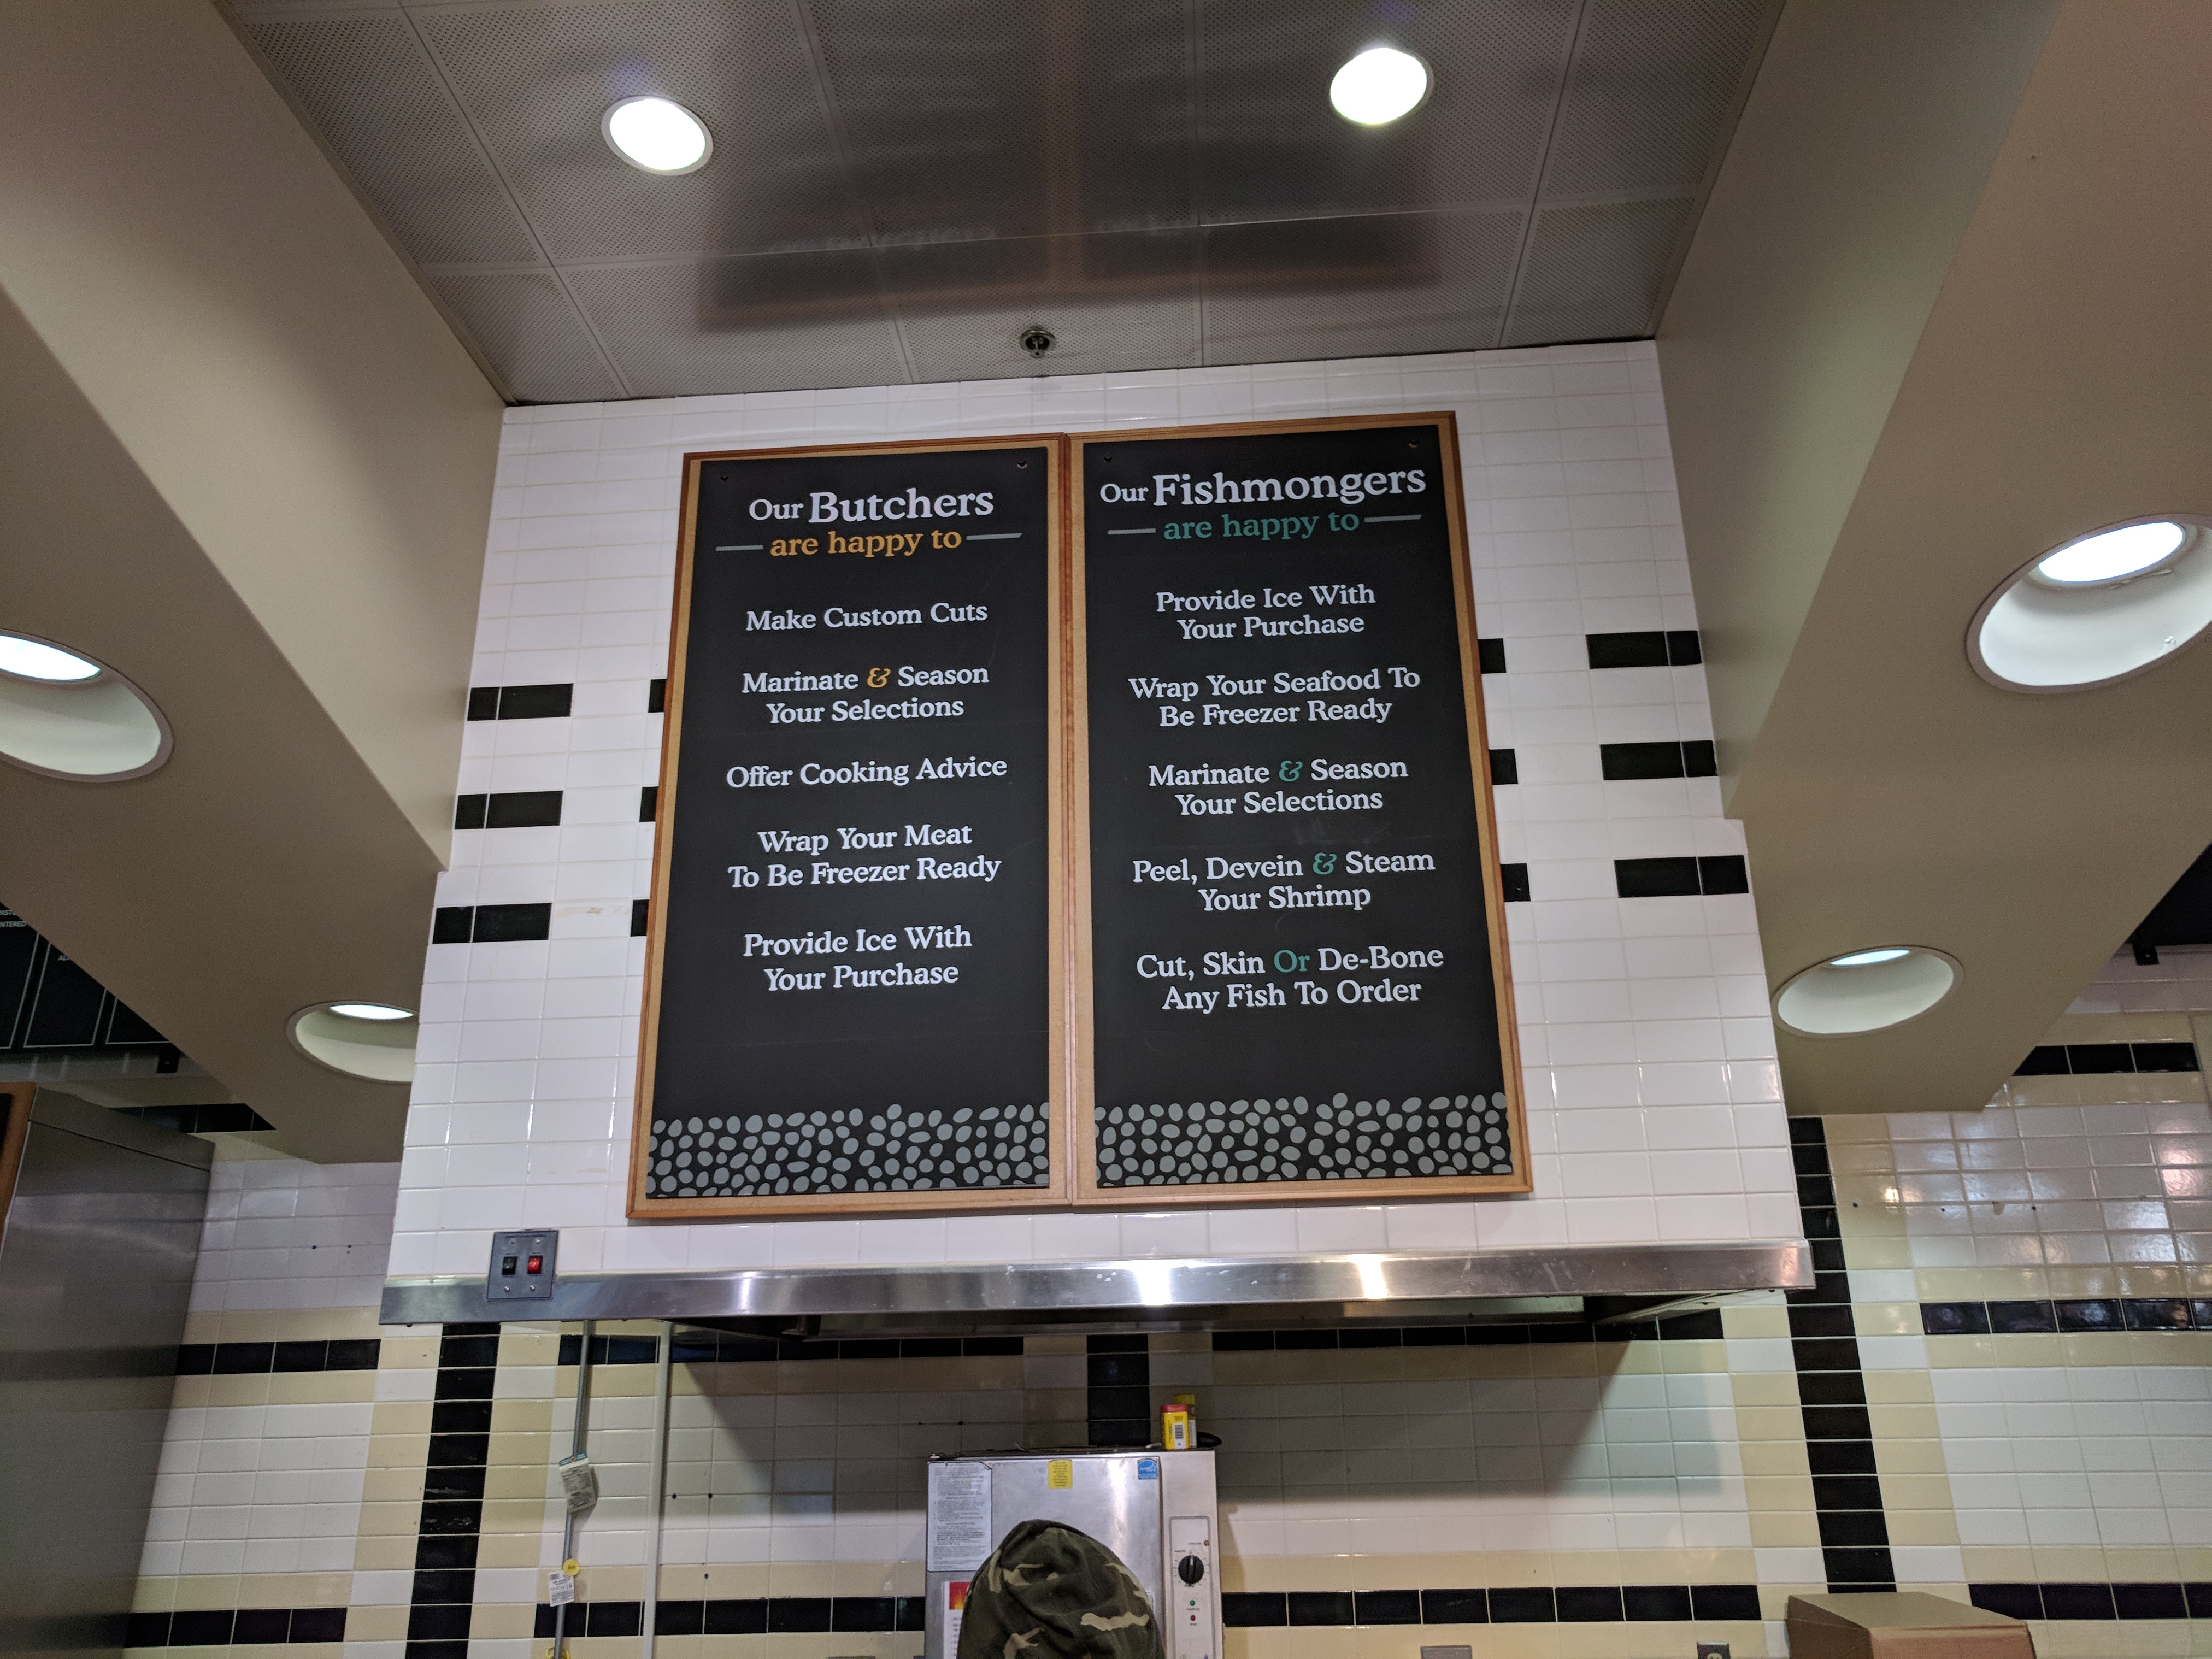 Our Butchers
are happy to
Make Custom Cuts
Marinate & Season
Your Selections
Offer Cooking Advice
Wrap Your Meat
To Be Freezer Ready
Provide Ice With
Your Purchase
Our Fishmongers
are happy to
Provide Ice With
Your Purchase
Wrap Your Seafood To
Be Freezer Ready
Marinate & Season
Your Selections
Peel, Devein & Steam
Your Shrimp
Cut, Skin Or De-Bone
Any Fish To Order